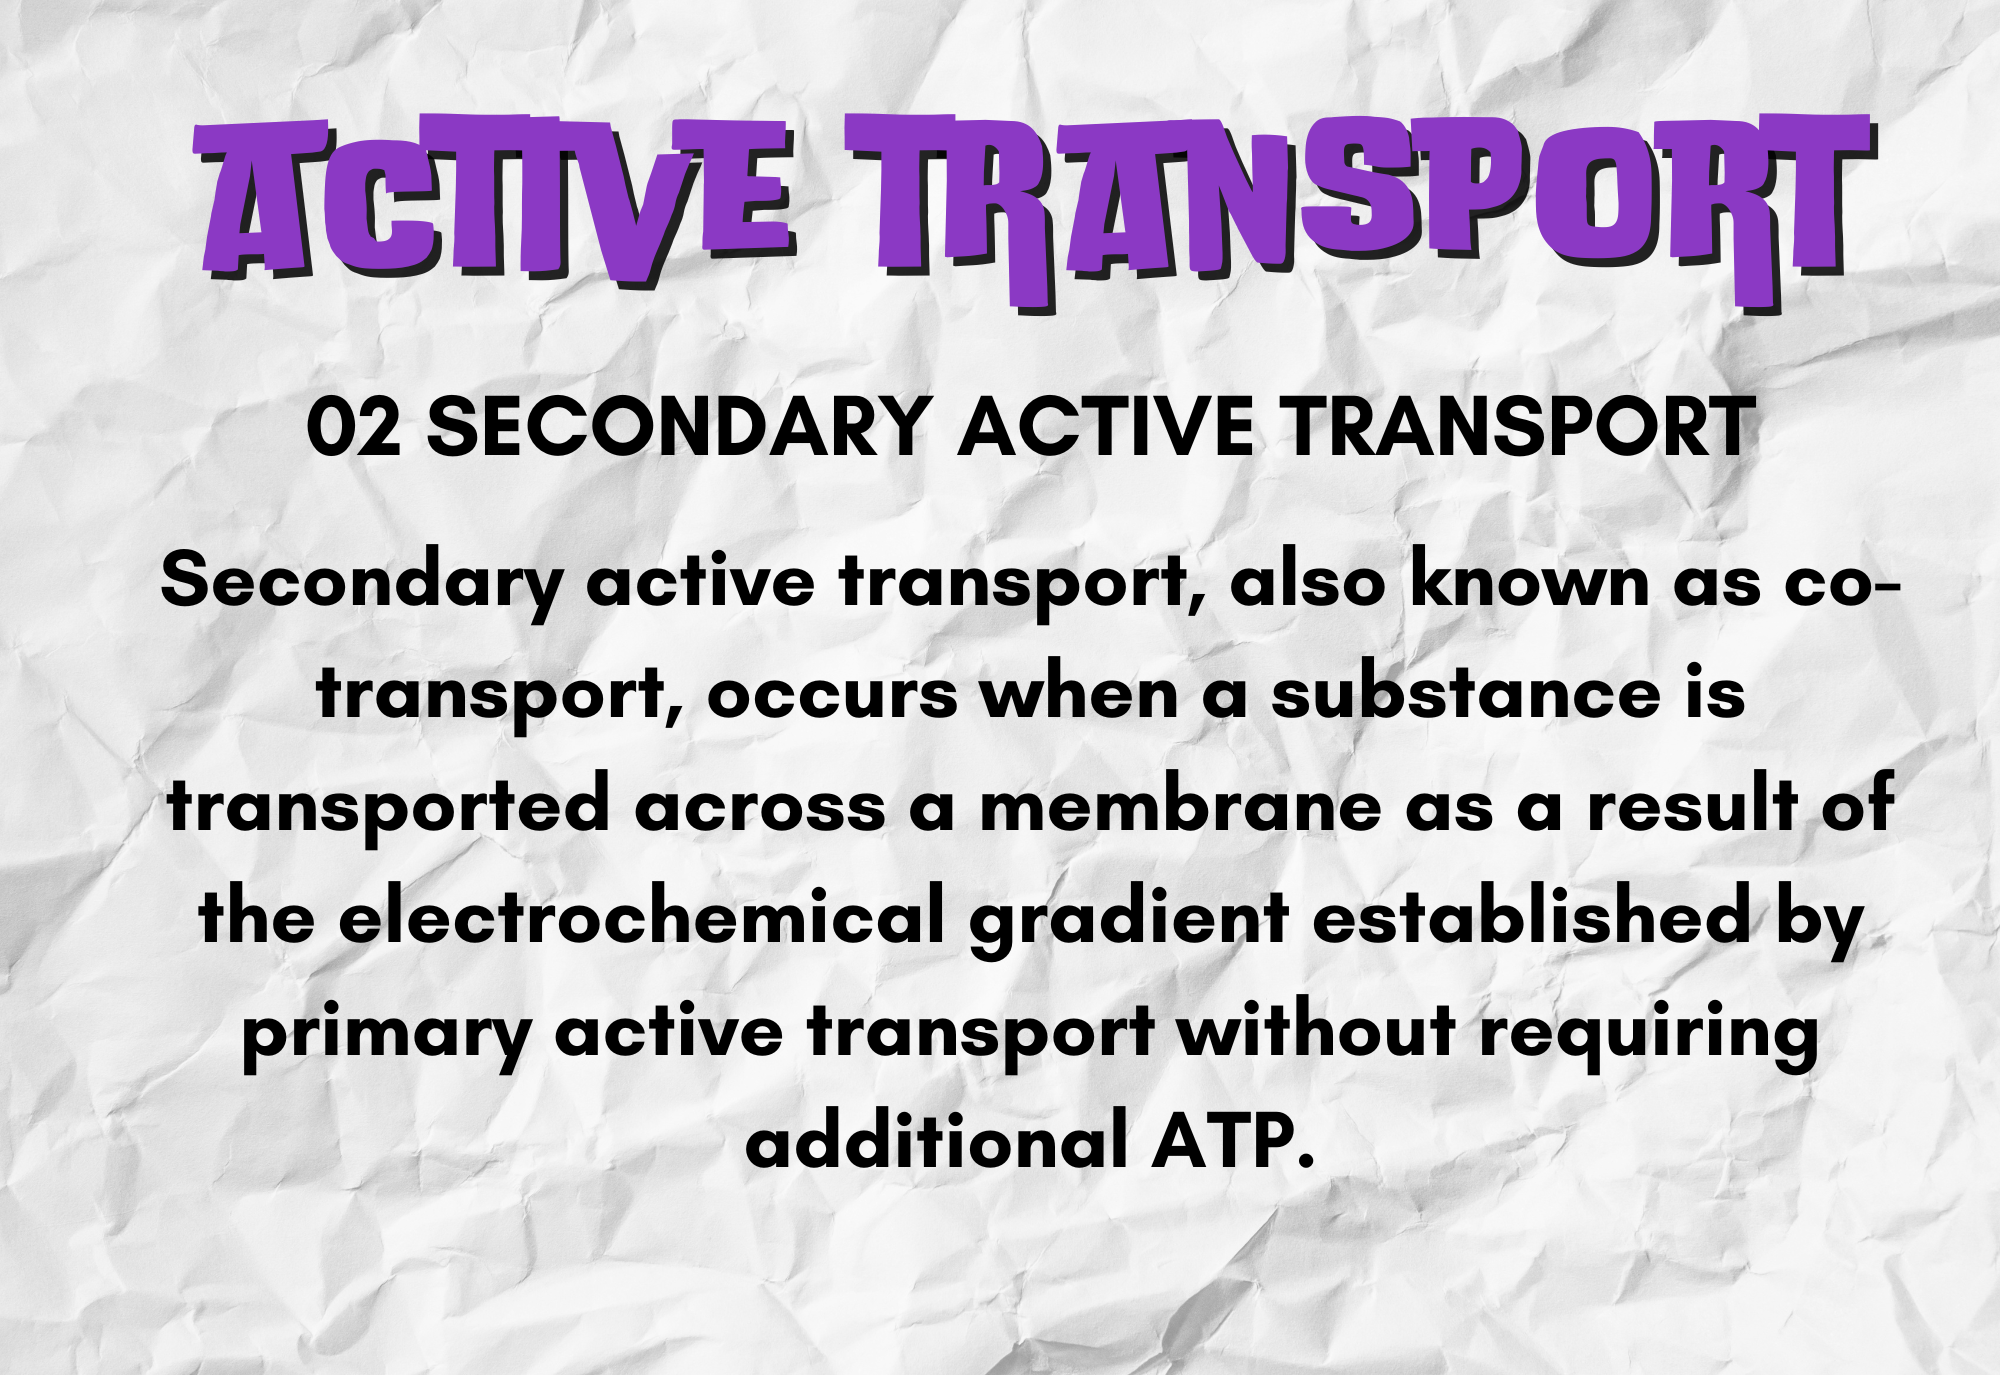 ACTIVE TRANSPORT
02 SECONDARY ACTIVE TRANSPORT
Secondary active transport, also known as co-
transport, occurs when a substance is
transported across a membrane as a result of
the electrochemical gradient established by
primary active transport without requiring
additional ATP.